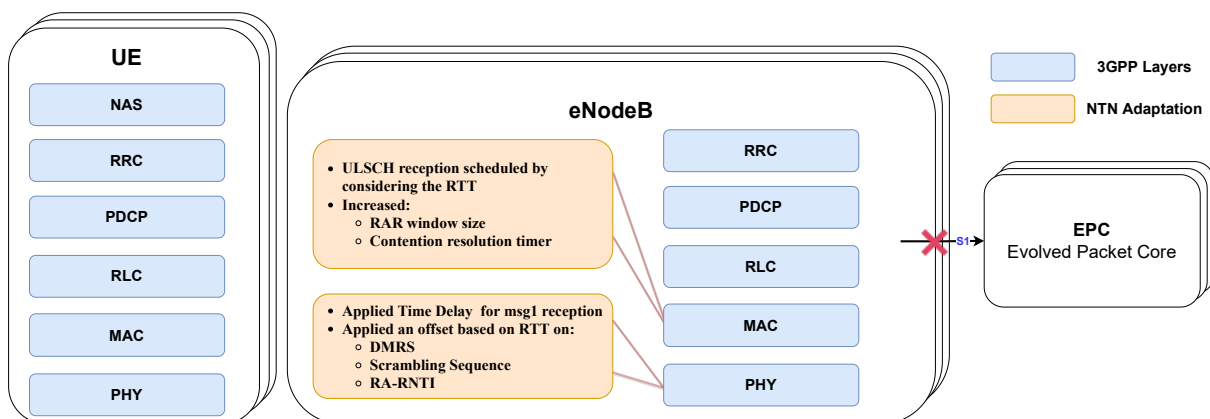 UE
NAS
RRC
PDCP
RLC
MAC
PHY
eNodeB
• ULSCH reception scheduled by
considering the RTT
• Increased:
○ RAR window size
○ Contention resolution timer
• Applied Time Delay for msg1 reception
• Applied an offset based on RTT on:
○ DMRS
○ Scrambling Sequence
○ RA-RNTI
RRC
PDCP
RLC
MAC
PHY
S1
3GPP Layers
NTN Adaptation
EPC
Evolved Packet Core